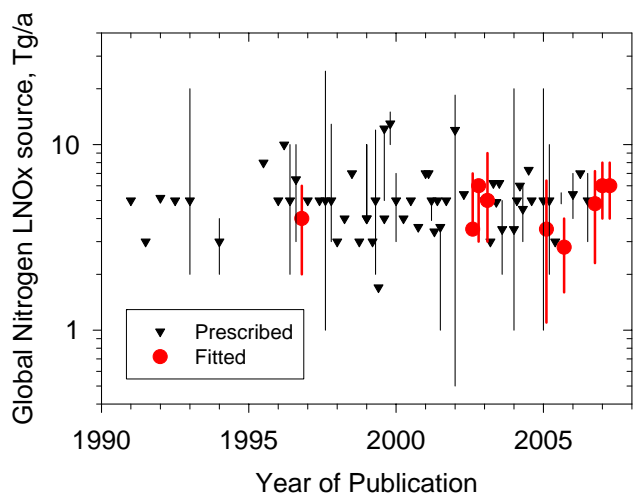 Global Nitrogen LNOx source, Tg/a
10
1
Prescribed
Fitted
1990
1995
2000
2005
Year of Publication